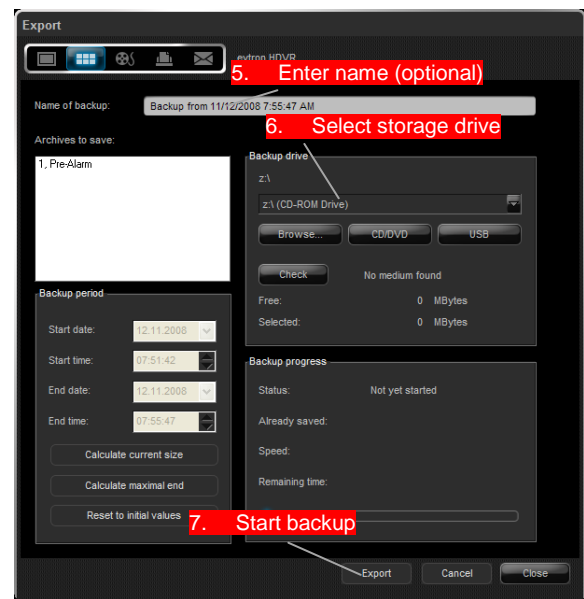 Export
eytron HDVR
5. Enter name (optional)
Name of backup: Backup from 11/12/2008 7:55:47 AM
6. Select storage drive
Archives to save:
1, Pre-Alarm
Backup drive
z:\
z:\ (CD-ROM Drive)
Browse... CD/DVD USB
Check No medium found
Free: 0 MBytes
Selected: 0 MBytes
Backup period
Start date: 12.11.2008
Start time: 07:51:42
End date: 12.11.2008
End time: 07:55:47
Calculate current size
Calculate maximal end
Reset to initial values
Backup progress
Status: Not yet started
Already saved:
Speed:
Remaining time:
7. Start backup
Export Cancel Close